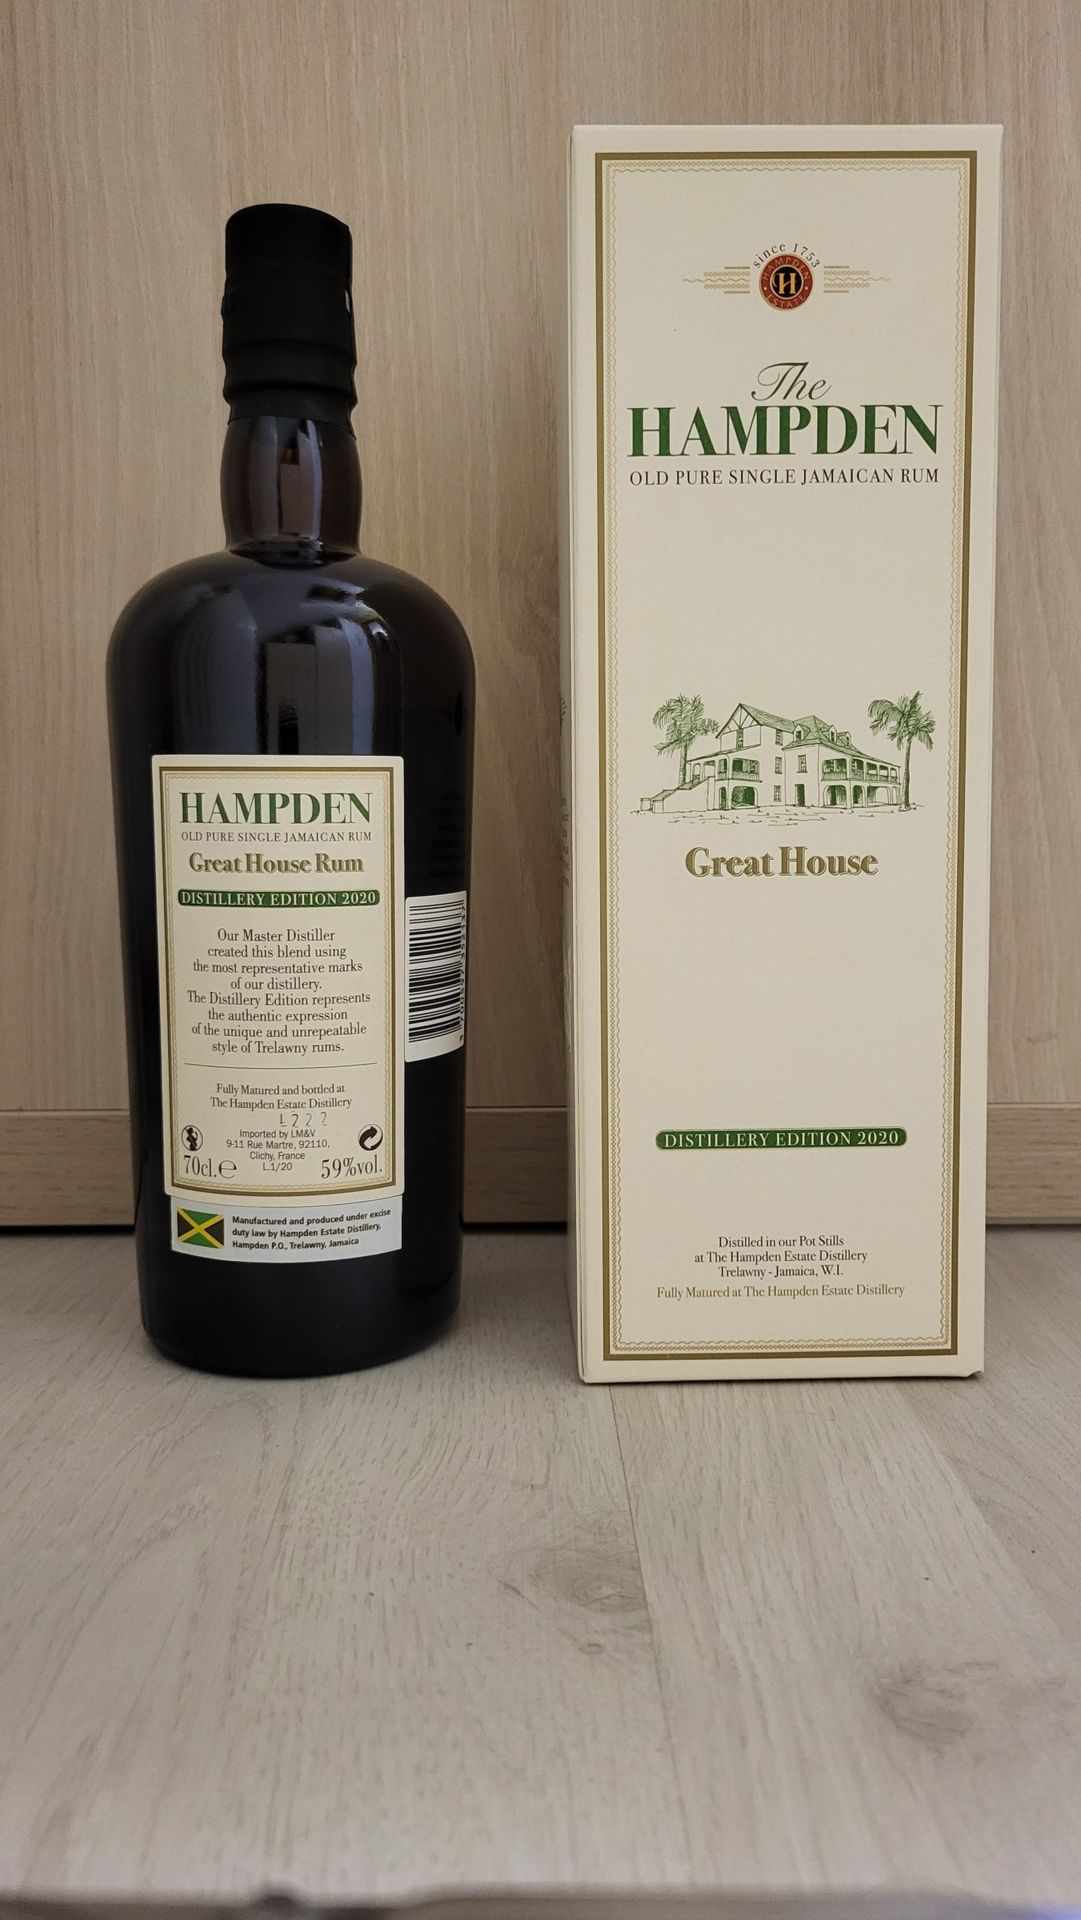 HAMPDEN
OLD PURE SINGLE JAMAICAN RUM
Great House Rum
DISTILLERY EDITION 2020
Our Master Distiller
created this blend using
the most representative marks
of our distillery.
The Distillery Edition represents
the authentic expression
of the unique and unrepeatable
style of Trelawny rums.
Fully Matured and bottled at
The Hampden Estate Distillery
L222
Imported by LM&V
9-11 Rue Martre, 92110,
Clichy, France
70cl.e L.1/20 59%vol.
Manufactured and produced under excise
duty law by Hampden Estate Distillery,
Hampden P.O., Trelawny, Jamaica
since 1753
HAMPDEN
H
ESTATE
The
HAMPDEN
OLD PURE SINGLE JAMAICAN RUM
Great House
DISTILLERY EDITION 2020
Distilled in our Pot Stills
at The Hampden Estate Distillery
Trelawny - Jamaica, W.I.
Fully Matured at The Hampden Estate Distillery